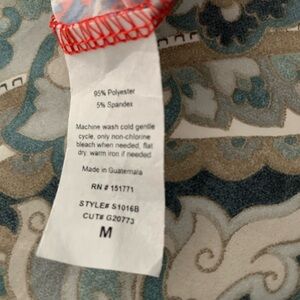 95% Polyester
5% Spandex
Machine wash cold gentle
cycle, only non-chlorine
bleach when needed, flat
dry, warm iron if needed
Made in Guatemala
RN # 151771
STYLE# S1016B
CUT# G20773
M